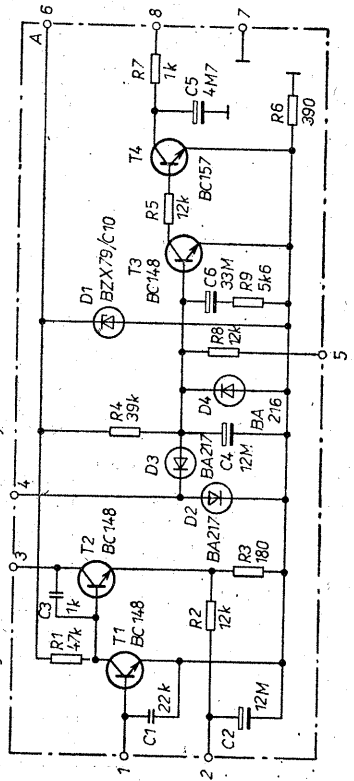 A
6
8
7
R7
1k
C5
4M7
R6
390
T4
BC157
R5
12k
T3
BC148
C6
33M
R9
5k6
R8
12k
D1
BZX79/C10
5
R4
39k
D4
BA
216
D3
BA217
C4
12M
4
D2
BA217
3
T2
BC148
C3
1k
R1
47k
T1
BC148
R3
180
R2
12k
C1
22k
C2
12M
1
2